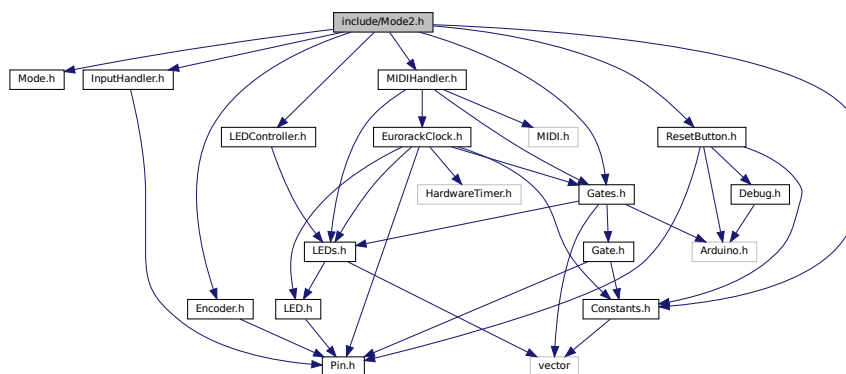 include/Mode2.h
Mode.h
InputHandler.h
MIDIHandler.h
LEDController.h
EurorackClock.h
MIDI.h
ResetButton.h
HardwareTimer.h
Gates.h
Debug.h
LEDs.h
Gate.h
Arduino.h
Encoder.h
LED.h
Constants.h
Pin.h
vector